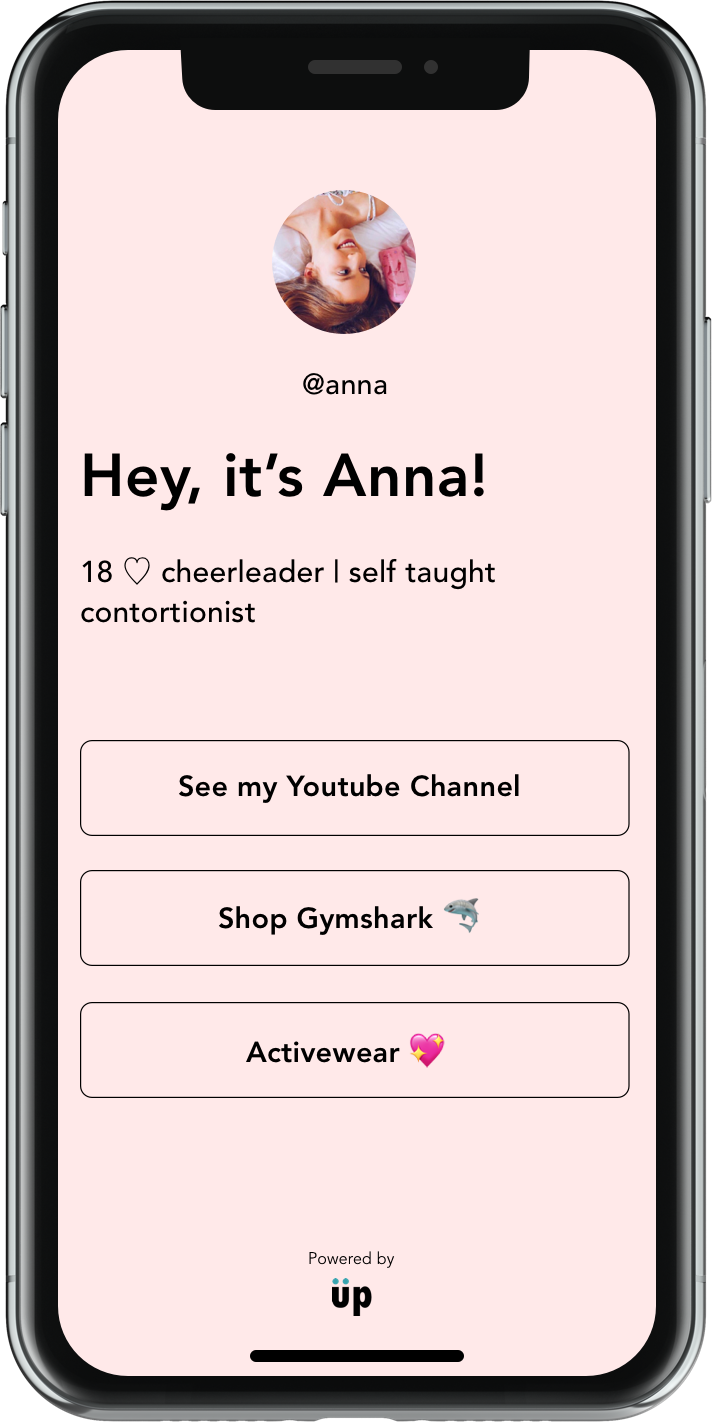 @anna
Hey, it’s Anna!
18 ♡ cheerleader | self taught
contortionist
See my Youtube Channel
Shop Gymshark 🦈
Activewear 💖
Powered by
üp